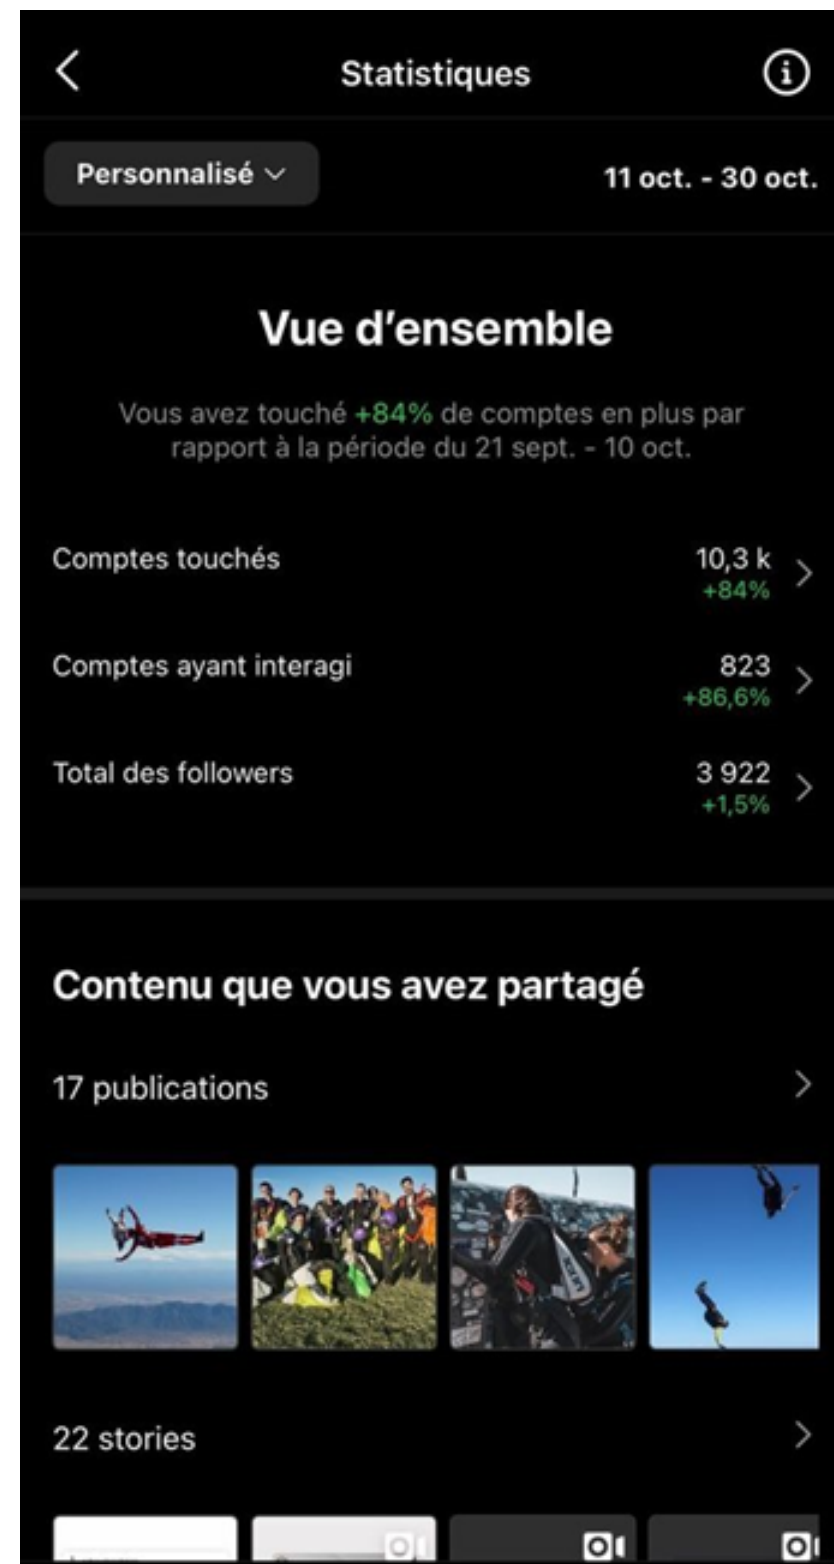 Statistiques
Personnalisé
11 oct. - 30 oct.
Vue d’ensemble
Vous avez touché +84% de comptes en plus par
rapport à la période du 21 sept. - 10 oct.
Comptes touchés
10,3 k
+84%
Comptes ayant interagi
823
+86,6%
Total des followers
3 922
+1,5%
Contenu que vous avez partagé
17 publications
22 stories